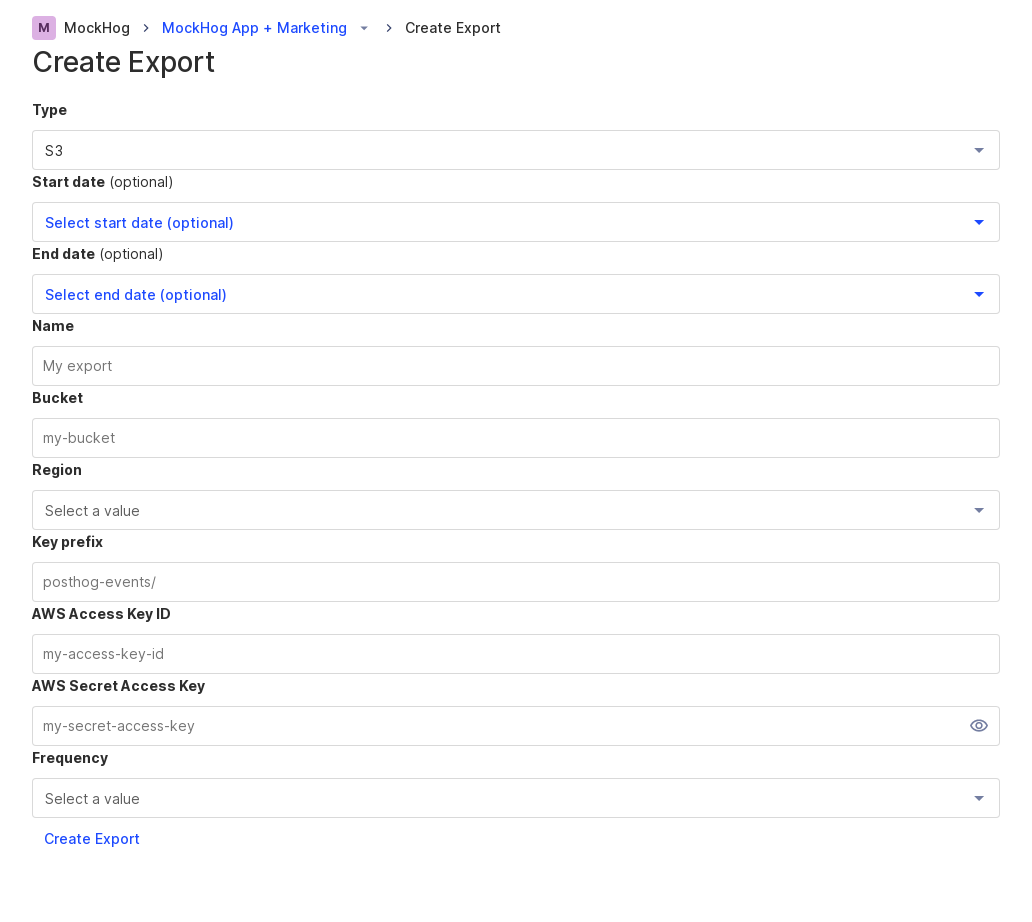 M MockHog MockHog App + Marketing Create Export
Create Export
Type
S3
Start date (optional)
Select start date (optional)
End date (optional)
Select end date (optional)
Name
My export
Bucket
my-bucket
Region
Select a value
Key prefix
posthog-events/
AWS Access Key ID
my-access-key-id
AWS Secret Access Key
my-secret-access-key
Frequency
Select a value
Create Export